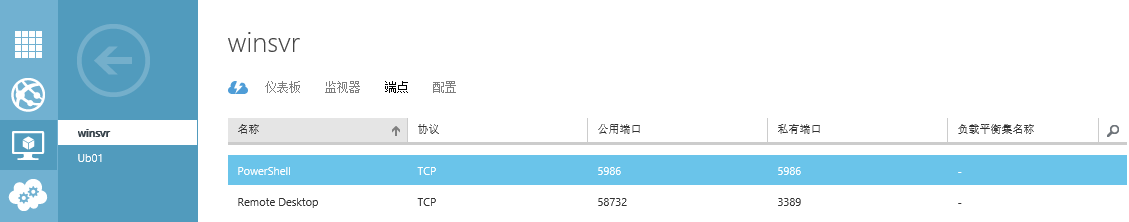 winsvr
仪表板 监视器 端点 配置
winsvr
Ub01
名称 协议 公用端口 私有端口 负载平衡集名称
PowerShell TCP 5986 5986 -
Remote Desktop TCP 58732 3389 -